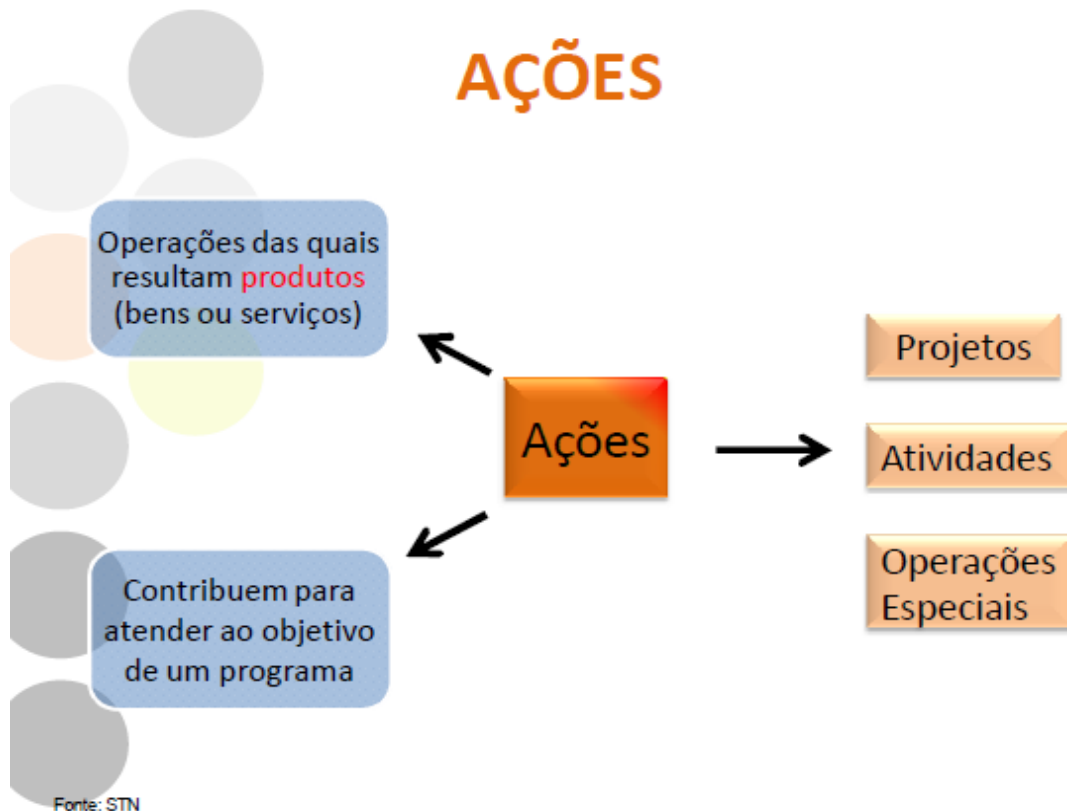 AÇÕES
Operações das quais
resultam produtos
(bens ou serviços)
Ações
Projetos
Atividades
Operações
Especiais
Contribuem para
atender ao objetivo
de um programa
Fonte: STN